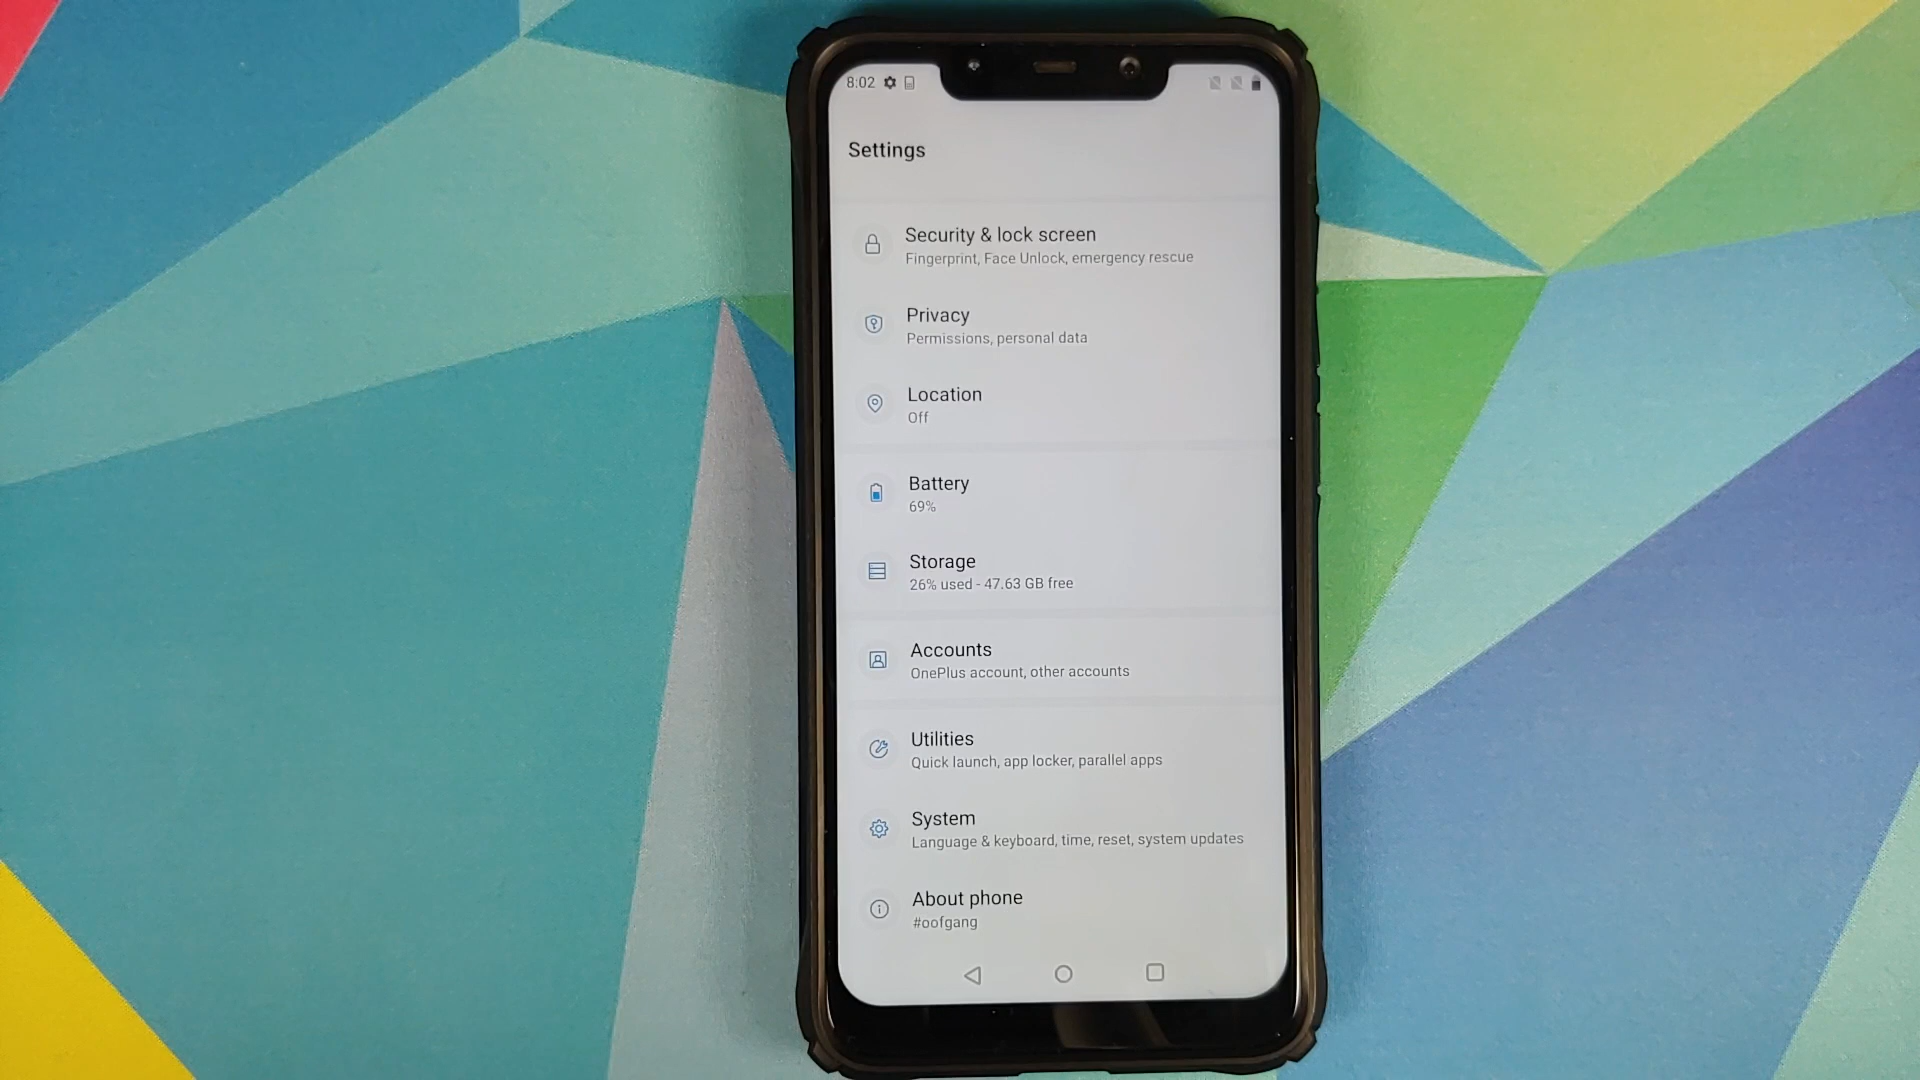 8:02
Settings
Security & lock screen
Fingerprint, Face Unlock, emergency rescue
Privacy
Permissions, personal data
Location
Off
Battery
69%
Storage
26% used - 47.63 GB free
Accounts
OnePlus account, other accounts
Utilities
Quick launch, app locker, parallel apps
System
Language & keyboard, time, reset, system updates
About phone
#oofgang